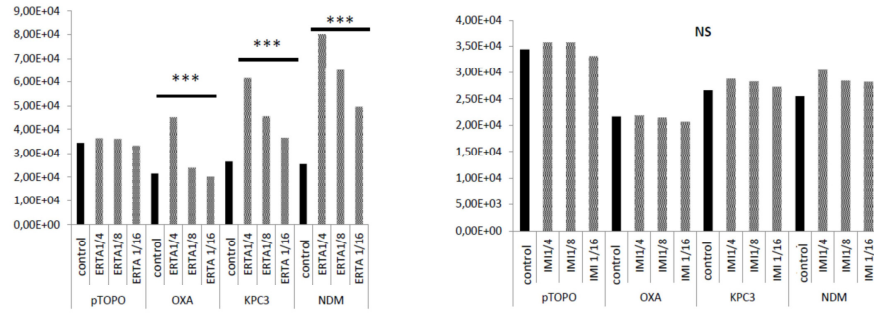 9,00E+04
8,00E+04
7,00E+04
6,00E+04
5,00E+04
4,00E+04
3,00E+04
2,00E+04
1,00E+04
0,00E+00
***
***
***
control
ERTA1/4
ERTA1/8
ERTA 1/16
control
ERTA1/4
ERTA1/8
ERTA 1/16
control
ERTA1/4
ERTA1/8
ERTA 1/16
control
ERTA1/4
ERTA1/8
ERTA 1/16
pTOPO OXA KPC3 NDM
4,00E+04
3,50E+04
3,00E+04
2,50E+04
2,00E+04
1,50E+04
1,00E+04
5,00E+03
0,00E+00
NS
control
IMI1/4
IMI1/8
IMI 1/16
control
IMI1/4
IMI1/8
IMI 1/16
control
IMI1/4
IMI1/8
IMI 1/16
control
IMI1/4
IMI1/8
IMI 1/16
pTOPO OXA KPC3 NDM